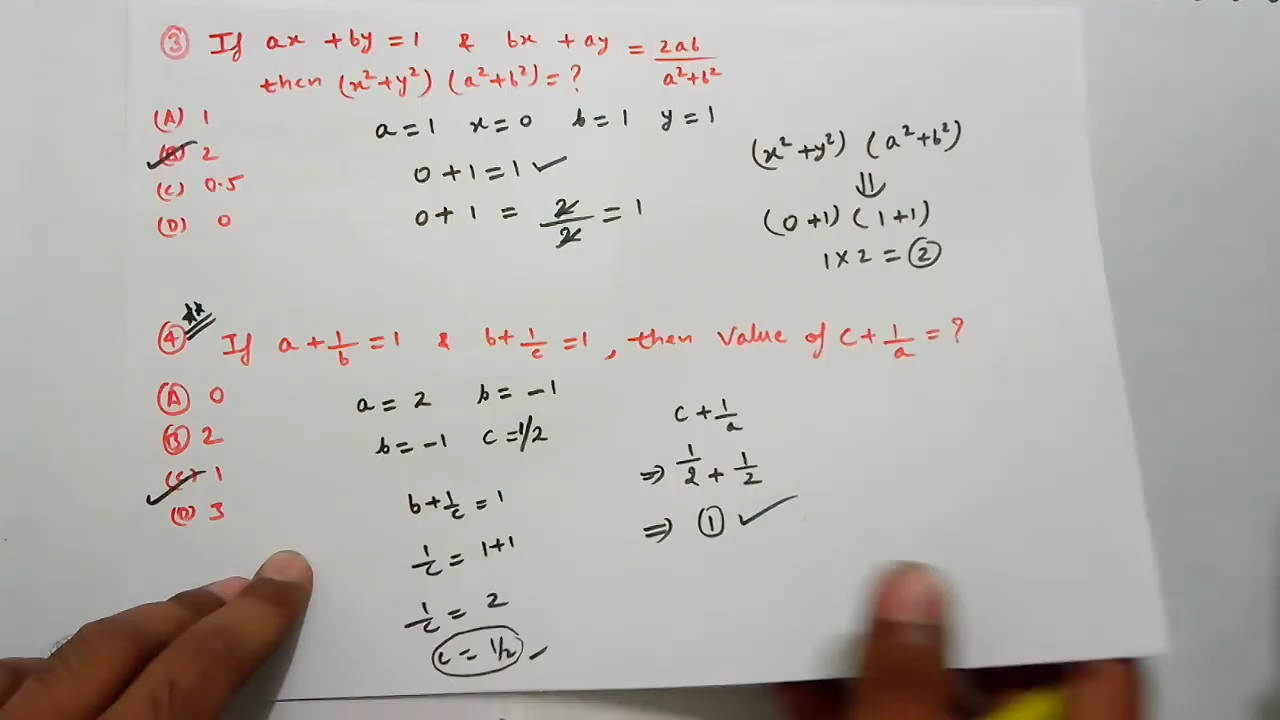 ③ If ax + by = 1 & bx + ay = 2ab / a²+b²
then (x²+y²) (a²+b²) = ?
(A) 1
(B) 2
(C) 0.5
(D) 0
a = 1 x = 0 b = 1 y = 1
0 + 1 = 1 ✓
0 + 1 = 2/2 = 1
(x²+y²) (a²+b²)
⇓
(0+1) (1+1)
1 × 2 = ②
④ ** If a + 1/b = 1 & b + 1/c = 1, then value of c + 1/a = ?
(A) 0
(B) 2
(C) 1
(D) 3
a = 2 b = -1
b = -1 c = 1/2
b + 1/c = 1
1/c = 1+1
1/c = 2
c = 1/2 ✓
c + 1/a
⇒ 1/2 + 1/2
⇒ ① ✓